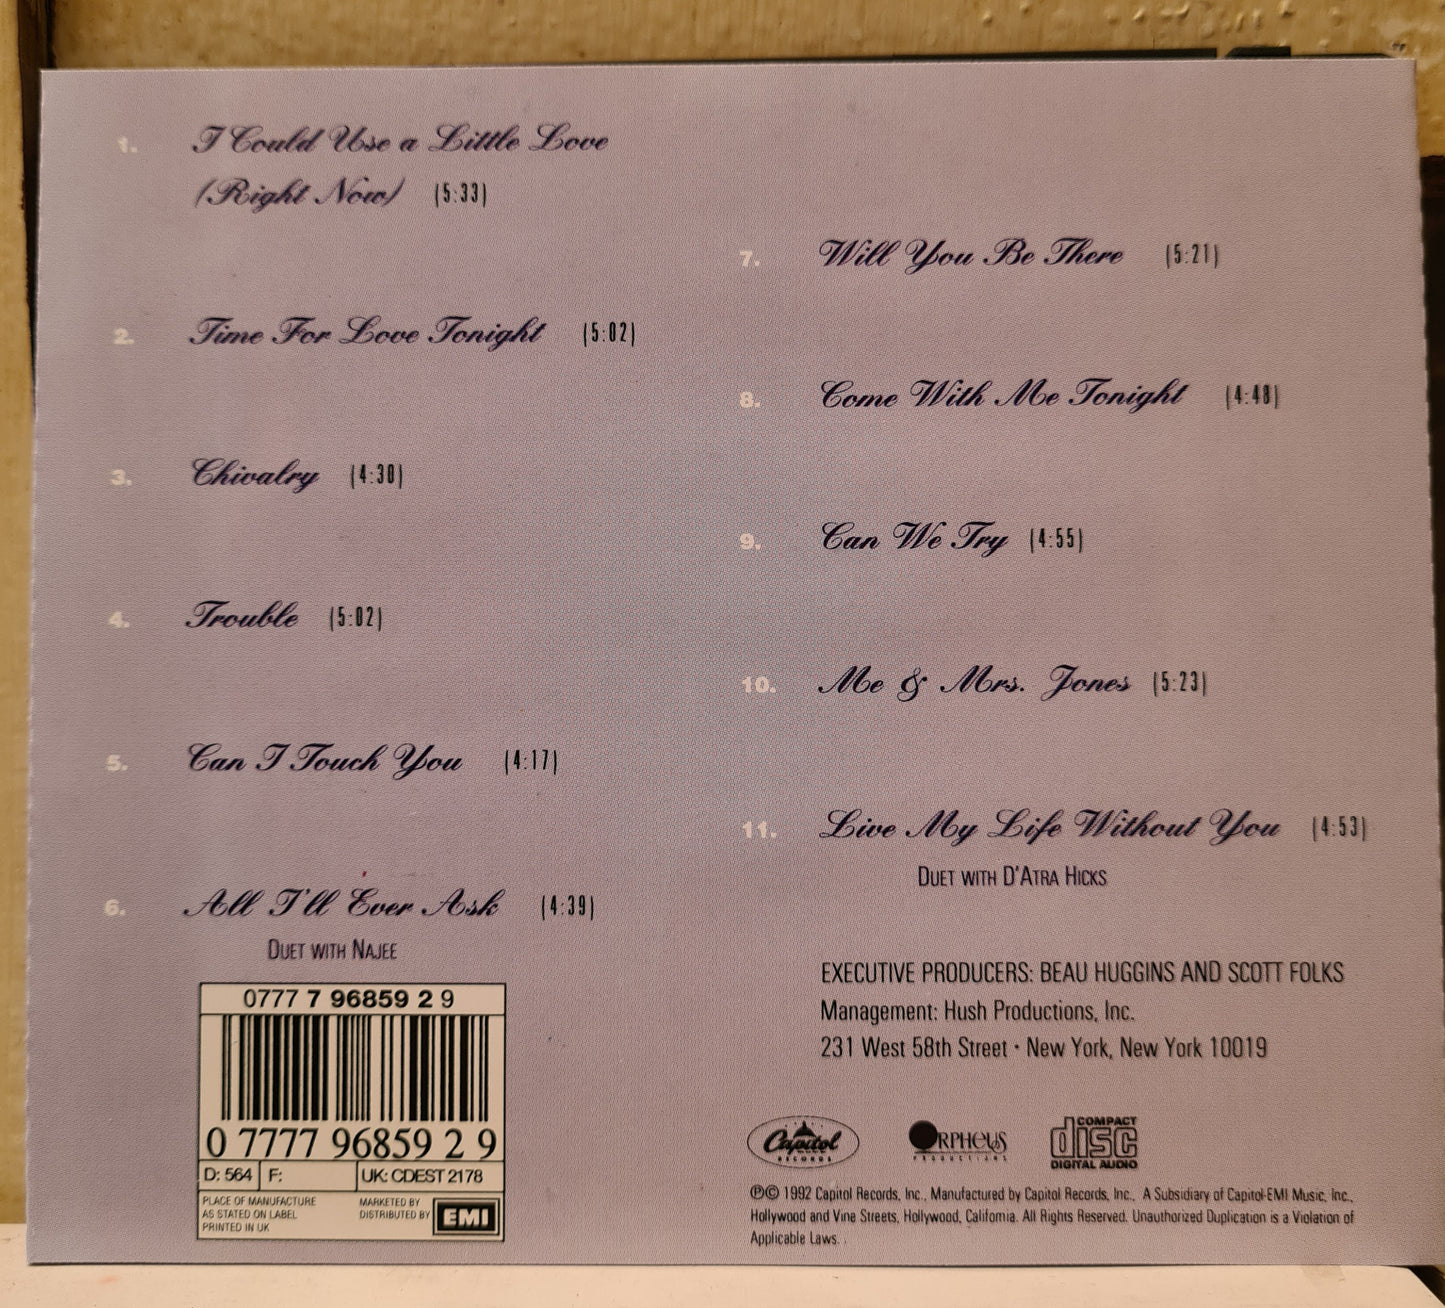 1. I Could Use a Little Love
(Right Now) (5:33)
2. Time For Love Tonight (5:02)
3. Chivalry (4:30)
4. Trouble (5:02)
5. Can I Touch You (4:17)
6. All I'll Ever Ask (4:39)
DUET WITH NAJEE
7. Will You Be There (5:21)
8. Come With Me Tonight (4:48)
9. Can We Try (4:55)
10. Me & Mrs. Jones (5:23)
11. Live My Life Without You (4:53)
DUET WITH D'ATRA HICKS
EXECUTIVE PRODUCERS: BEAU HUGGINS AND SCOTT FOLKS
Management: Hush Productions, Inc.
231 West 58th Street • New York, New York 10019
0777 7 96859 2 9
0 7777 96859 2 9
D: 564 F: UK: CDEST 2178
PLACE OF MANUFACTURE
AS STATED ON LABEL
PRINTED IN UK
MARKETED BY
DISTRIBUTED BY
EMI
Capitol
RECORDS
ORPHEUS
PRODUCTIONS
COMPACT
disc
DIGITAL AUDIO
℗© 1992 Capitol Records, Inc., Manufactured by Capitol Records, Inc., A Subsidiary of Capitol-EMI Music, Inc.,
Hollywood and Vine Streets, Hollywood, California. All Rights Reserved. Unauthorized Duplication is a Violation of
Applicable Laws.